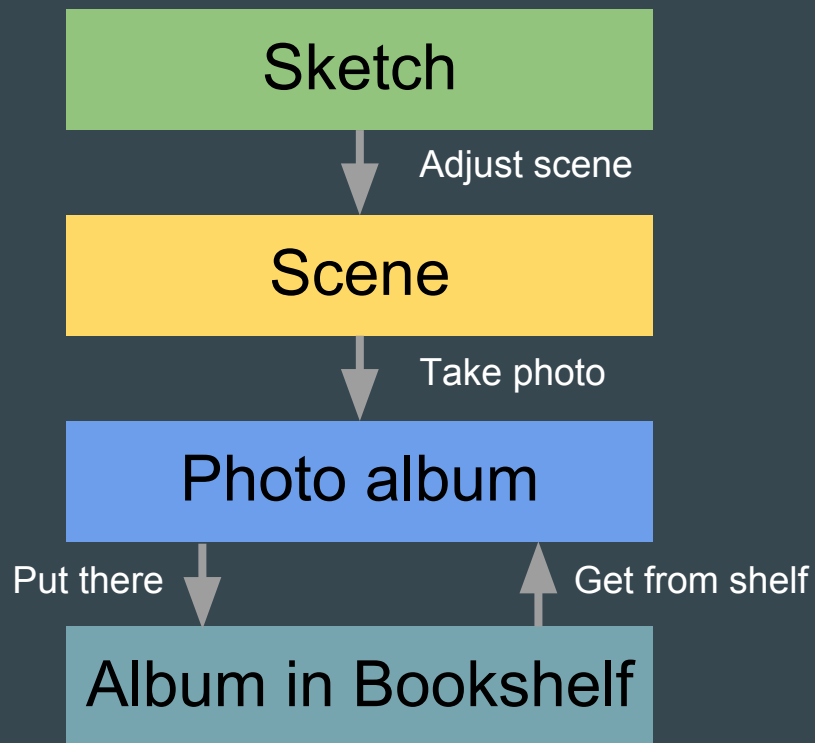 Sketch
Adjust scene
Scene
Take photo
Photo album
Put there
Get from shelf
Album in Bookshelf